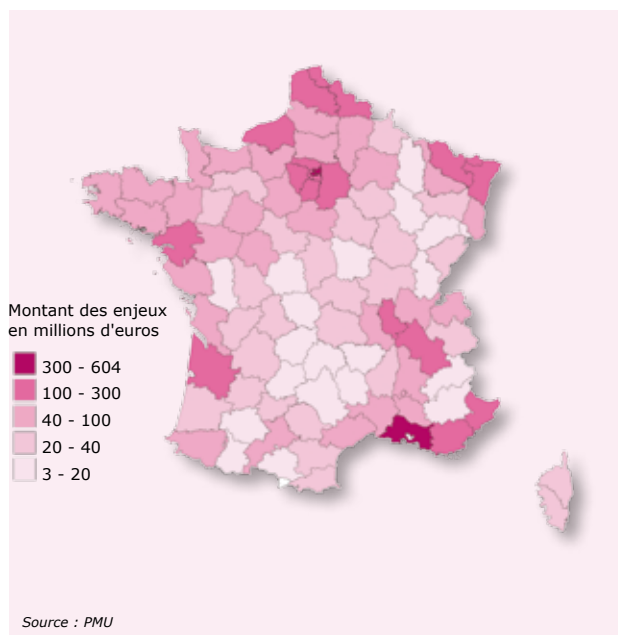 Montant des enjeux
en millions d'euros
300 - 604
100 - 300
40 - 100
20 - 40
3 - 20
Source : PMU